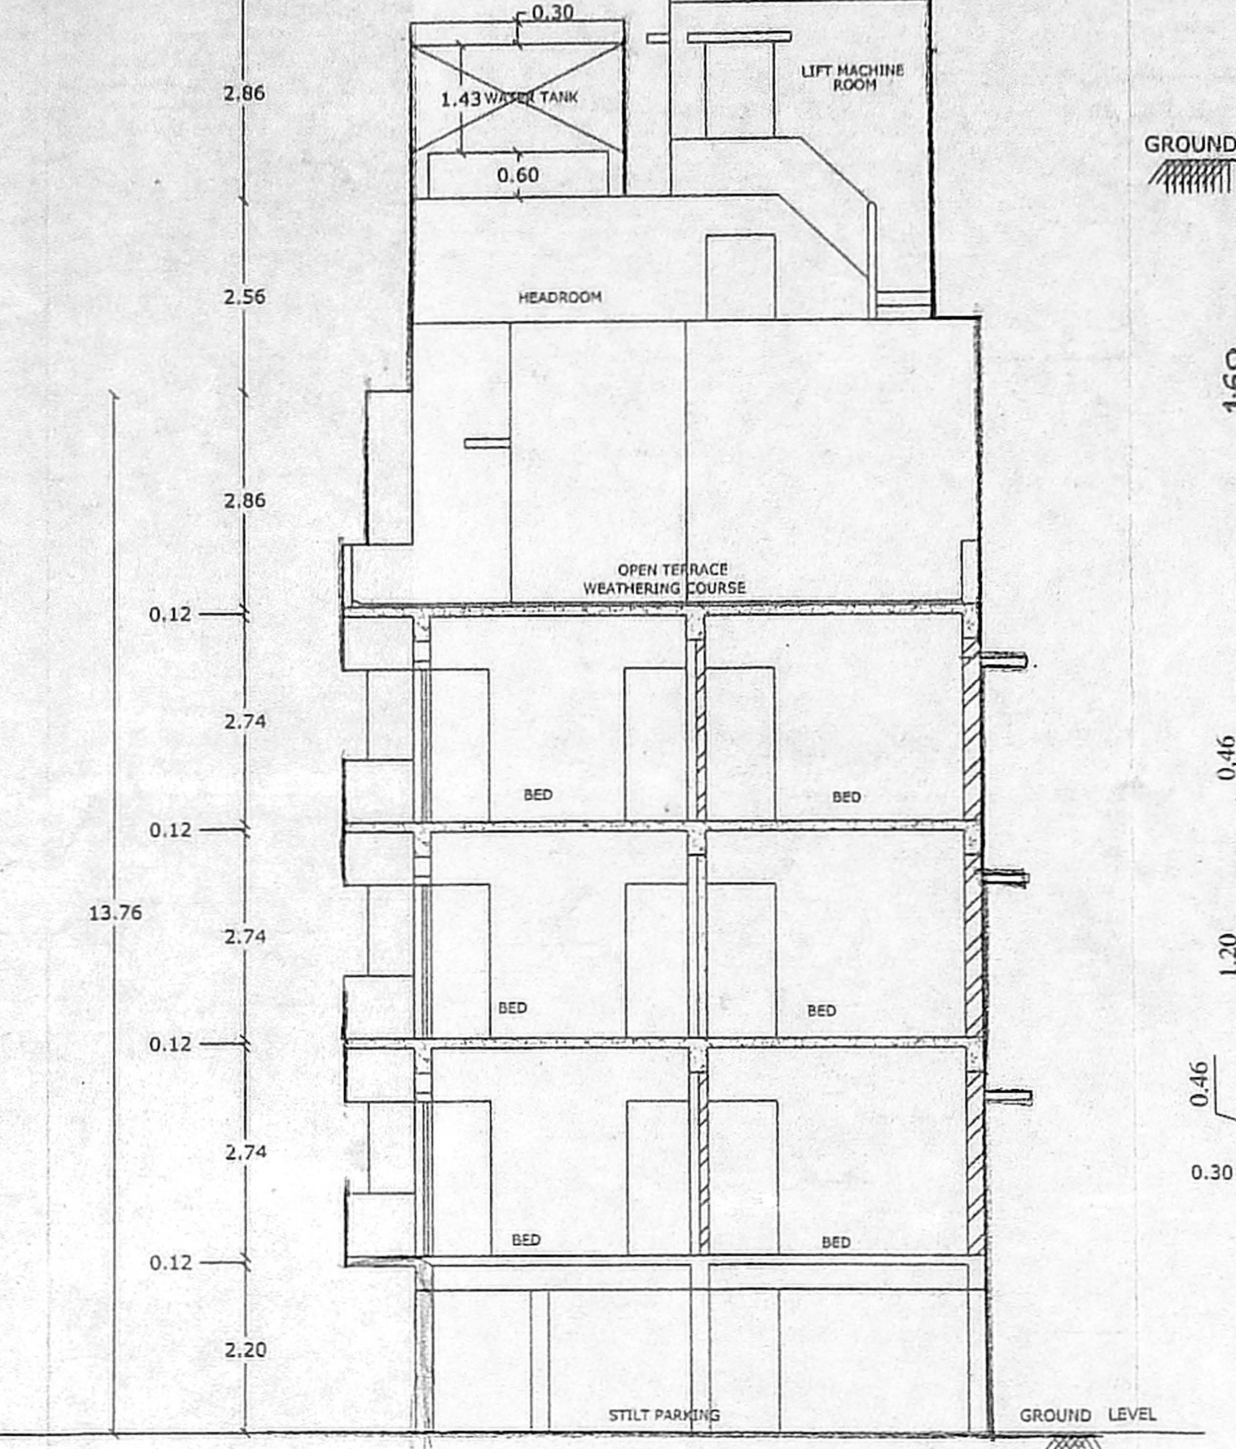 0.30
2.86
LIFT MACHINE
ROOM
1.43 WATER TANK
GROUND
0.60
2.56
HEADROOM
1.60
2.86
OPEN TERRACE
WEATHERING COURSE
0.12
2.74
0.46
BED
BED
0.12
13.76
2.74
1.20
BED
BED
0.12
0.46
2.74
0.30
BED
BED
0.12
2.20
STILT PARKING
GROUND LEVEL